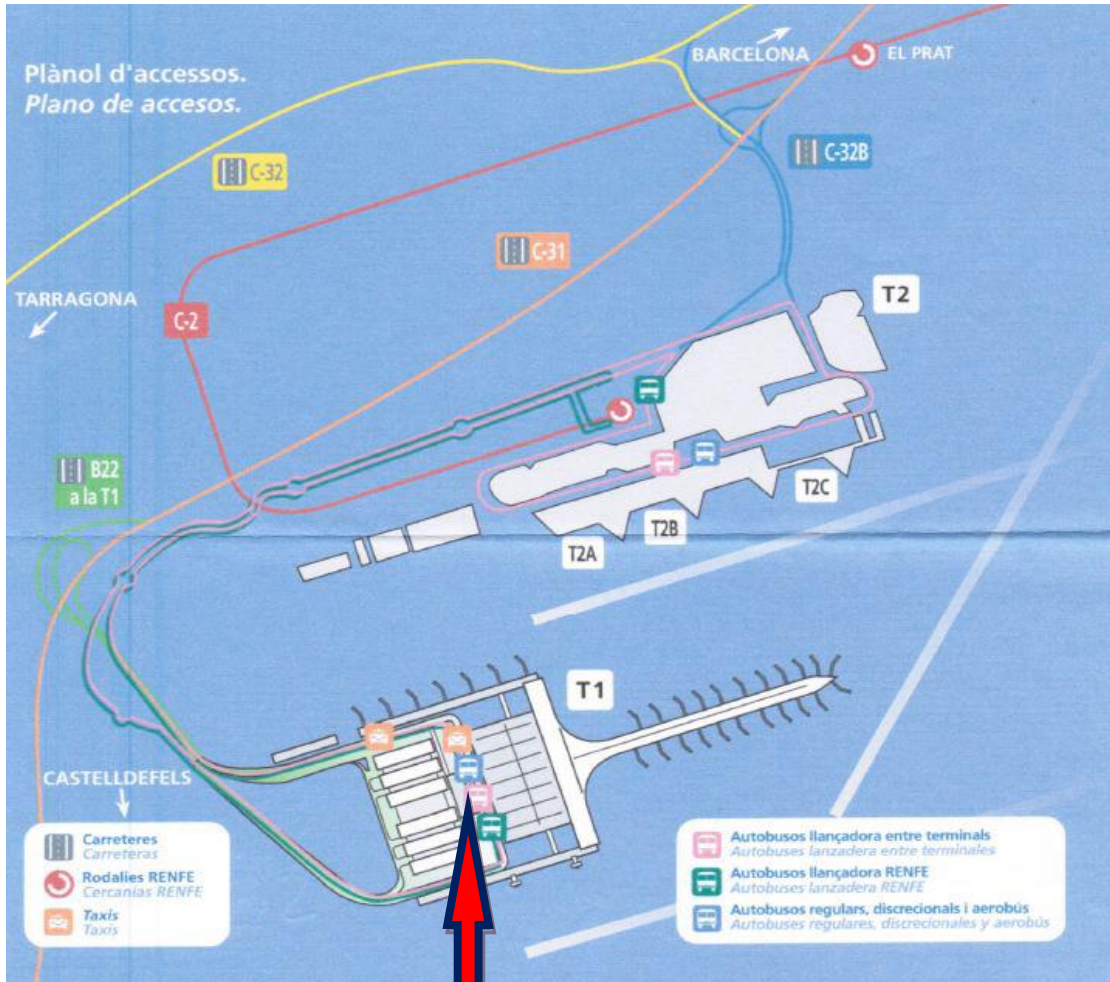 Plànol d'accessos.
Plano de accesos.
BARCELONA
EL PRAT
C-32
C-32B
C-31
TARRAGONA
C-2
T2
B22
a la T1
T2C
T2B
T2A
T1
CASTELLDEFELS
Carreteres
Carreteras
Rodalies RENFE
Cercanías RENFE
Taxis
Taxis
Autobusos llançadora entre terminals
Autobuses lanzadera entre terminales
Autobusos llançadora RENFE
Autobuses lanzadera RENFE
Autobusos regulars, discrecionals i aerobús
Autobuses regulares, discrecionales y aerobús